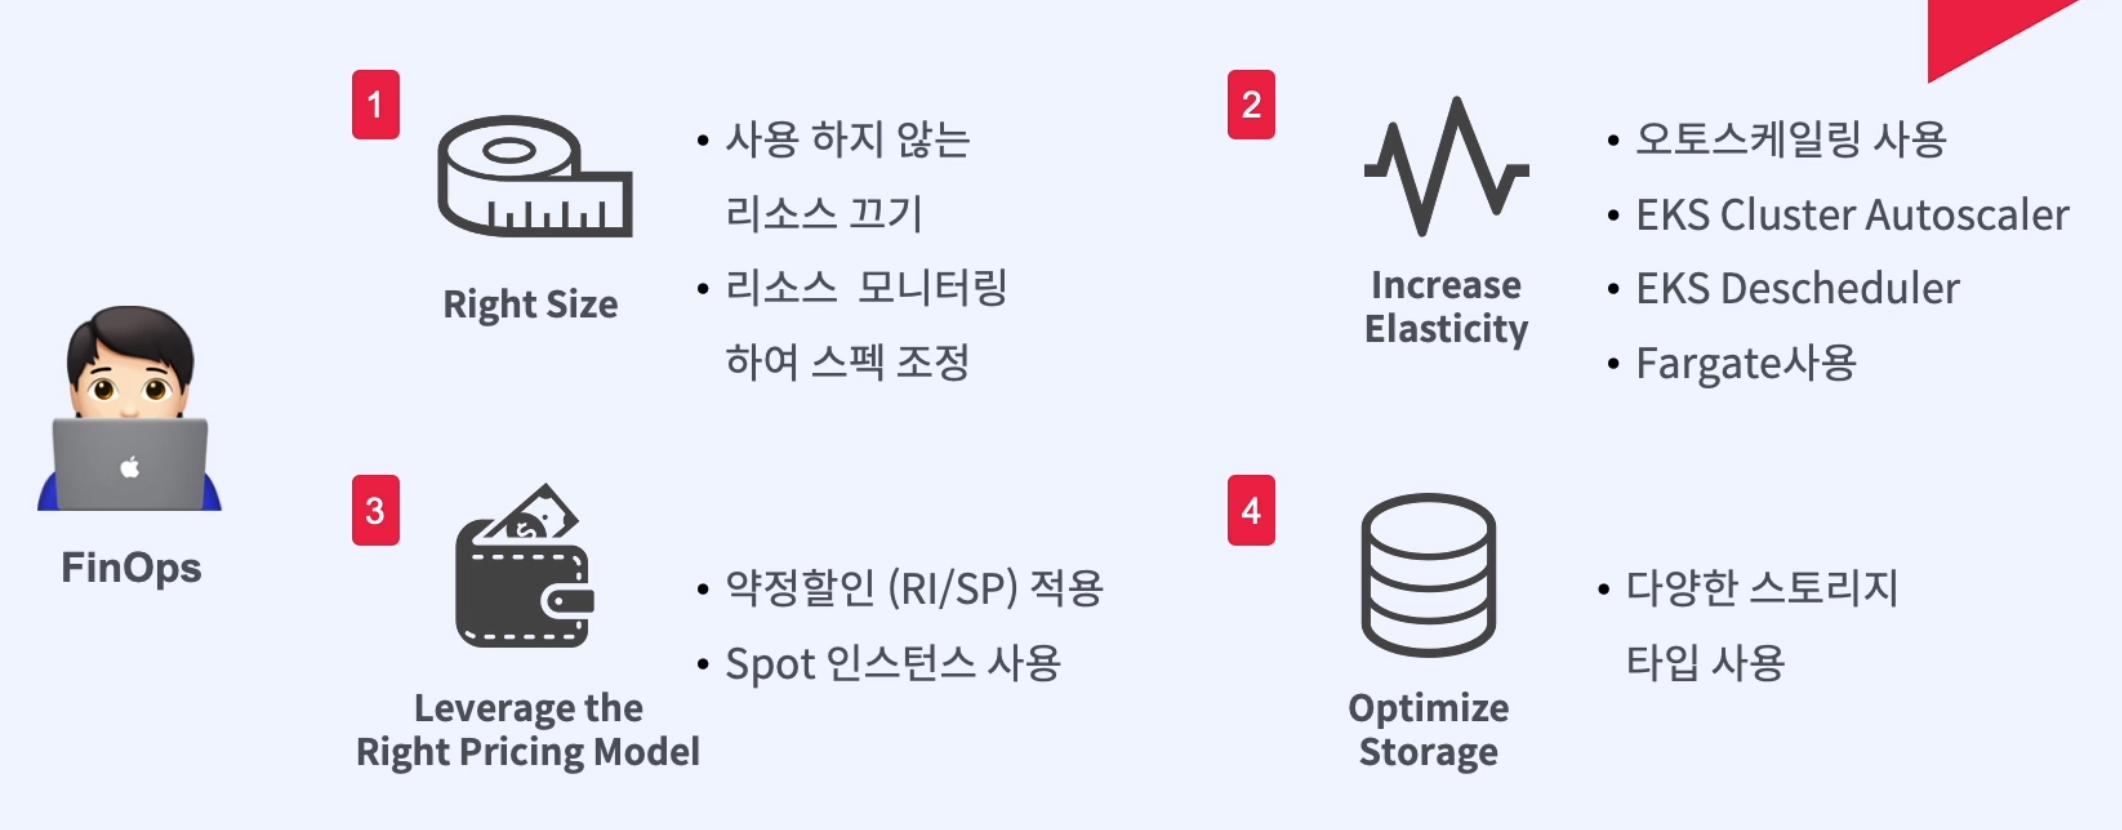 1
Right Size
• 사용 하지 않는
리소스 끄기
• 리소스 모니터링
하여 스펙 조정
2
Increase
Elasticity
• 오토스케일링 사용
• EKS Cluster Autoscaler
• EKS Descheduler
• Fargate사용
FinOps
3
Leverage the
Right Pricing Model
• 약정할인 (RI/SP) 적용
• Spot 인스턴스 사용
4
Optimize
Storage
• 다양한 스토리지
타입 사용